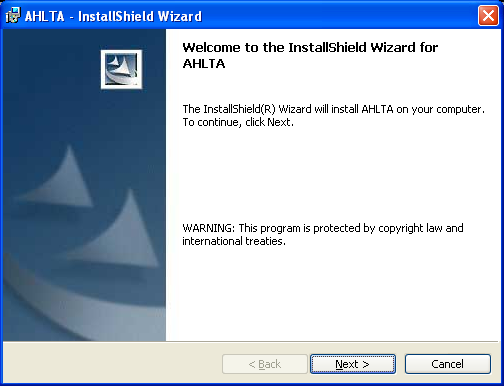 AHLTA - InstallShield Wizard
Welcome to the InstallShield Wizard for
AHLTA
The InstallShield(R) Wizard will install AHLTA on your computer.
To continue, click Next.
WARNING: This program is protected by copyright law and
international treaties.
< Back
Next >
Cancel